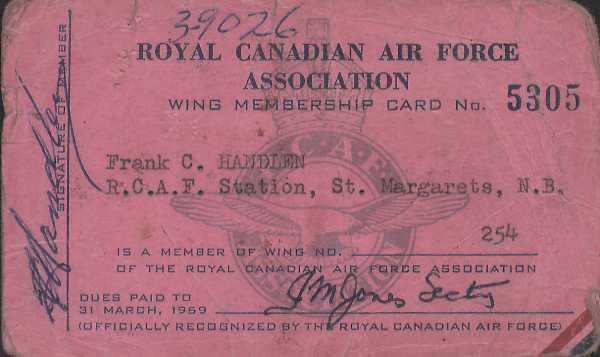 39026
ROYAL CANADIAN AIR FORCE
ASSOCIATION
WING MEMBERSHIP CARD No. 5305
Frank C. HANDLEN
R.C.A.F. Station, St. Margarets, N.B.
254
IS A MEMBER OF WING NO.
OF THE ROYAL CANADIAN AIR FORCE ASSOCIATION
J M Jones Secty
DUES PAID TO
31 MARCH, 1959
(OFFICIALLY RECOGNIZED BY THE ROYAL CANADIAN AIR FORCE)
SIGNATURE OF MEMBER